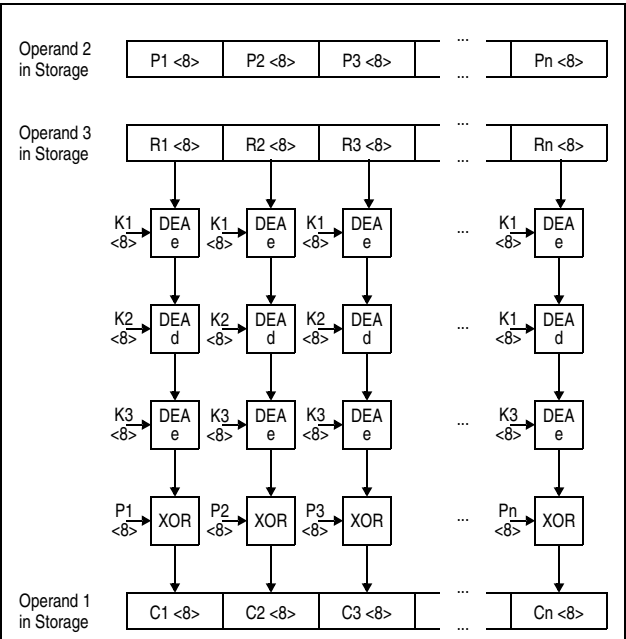 ...
Operand 2
in Storage
P1 <8> P2 <8> P3 <8> Pn <8>
...
...
Operand 3
in Storage
R1 <8> R2 <8> R3 <8> Rn <8>
...
K1 <8> DEA e K1 <8> DEA e K1 <8> DEA e ... K1 <8> DEA e
K2 <8> DEA d K2 <8> DEA d K2 <8> DEA d ... K1 <8> DEA d
K3 <8> DEA e K3 <8> DEA e K3 <8> DEA e ... K3 <8> DEA e
P1 <8> XOR P2 <8> XOR P3 <8> XOR ... Pn <8> XOR
...
Operand 1
in Storage
C1 <8> C2 <8> C3 <8> Cn <8>
...